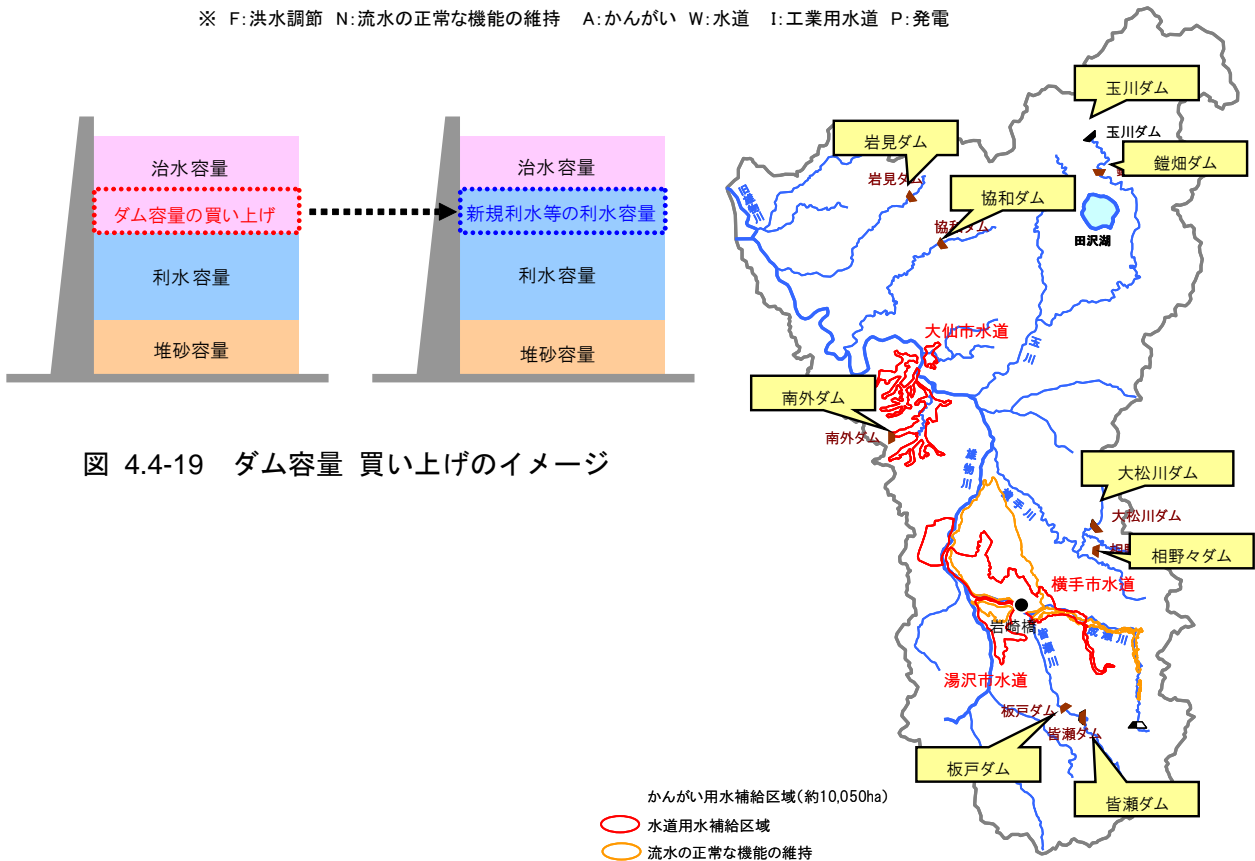 ※ F:洪水調節 N:流水の正常な機能の維持 A:かんがい W:水道 I:工業用水道 P:発電
治水容量
ダム容量の買い上げ
利水容量
堆砂容量
治水容量
新規利水等の利水容量
利水容量
堆砂容量
図 4.4-19 ダム容量 買い上げのイメージ
玉川ダム
玉川ダム
岩見ダム
岩見ダム
鎧畑ダム
協和ダム
協和ダム
田沢湖
大仙市水道
玉川
南外ダム
南外ダム
雄物川
横手川
大松川ダム
大松川ダム
相野々ダム
横手市水道
岩崎橋
皆瀬川
成瀬川
湯沢市水道
板戸ダム
皆瀬ダム
板戸ダム
皆瀬ダム
かんがい用水補給区域(約10,050ha)
水道用水補給区域
流水の正常な機能の維持